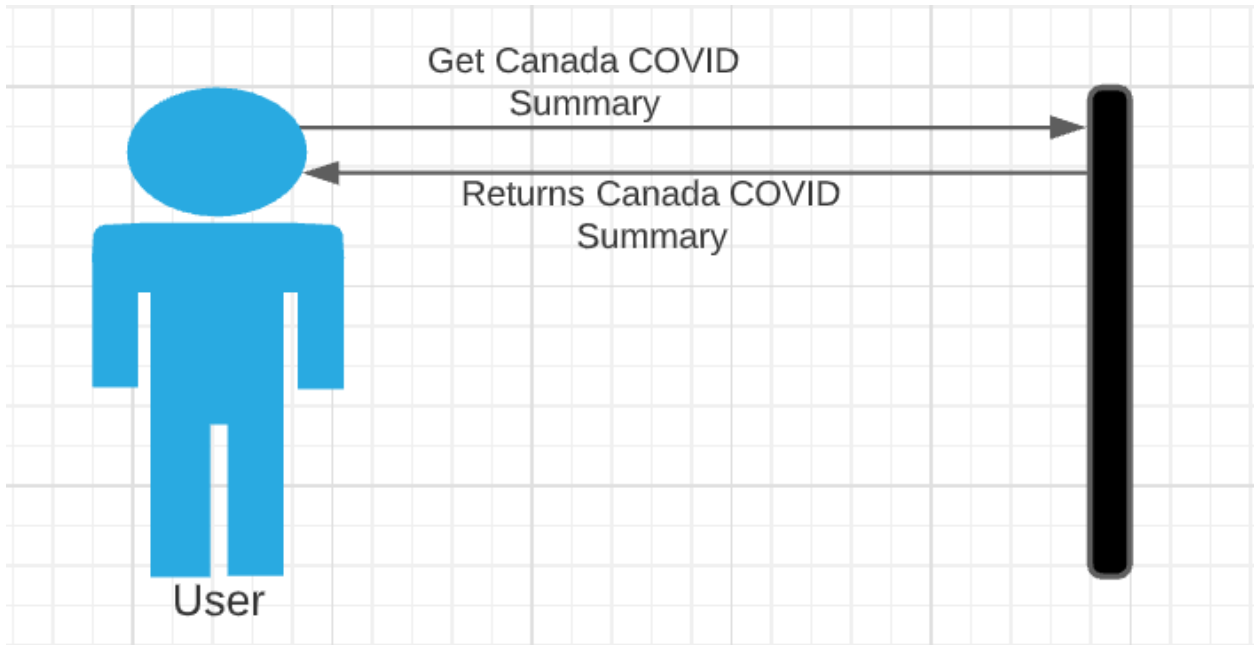 Get Canada COVID
Summary
Returns Canada COVID
Summary
User